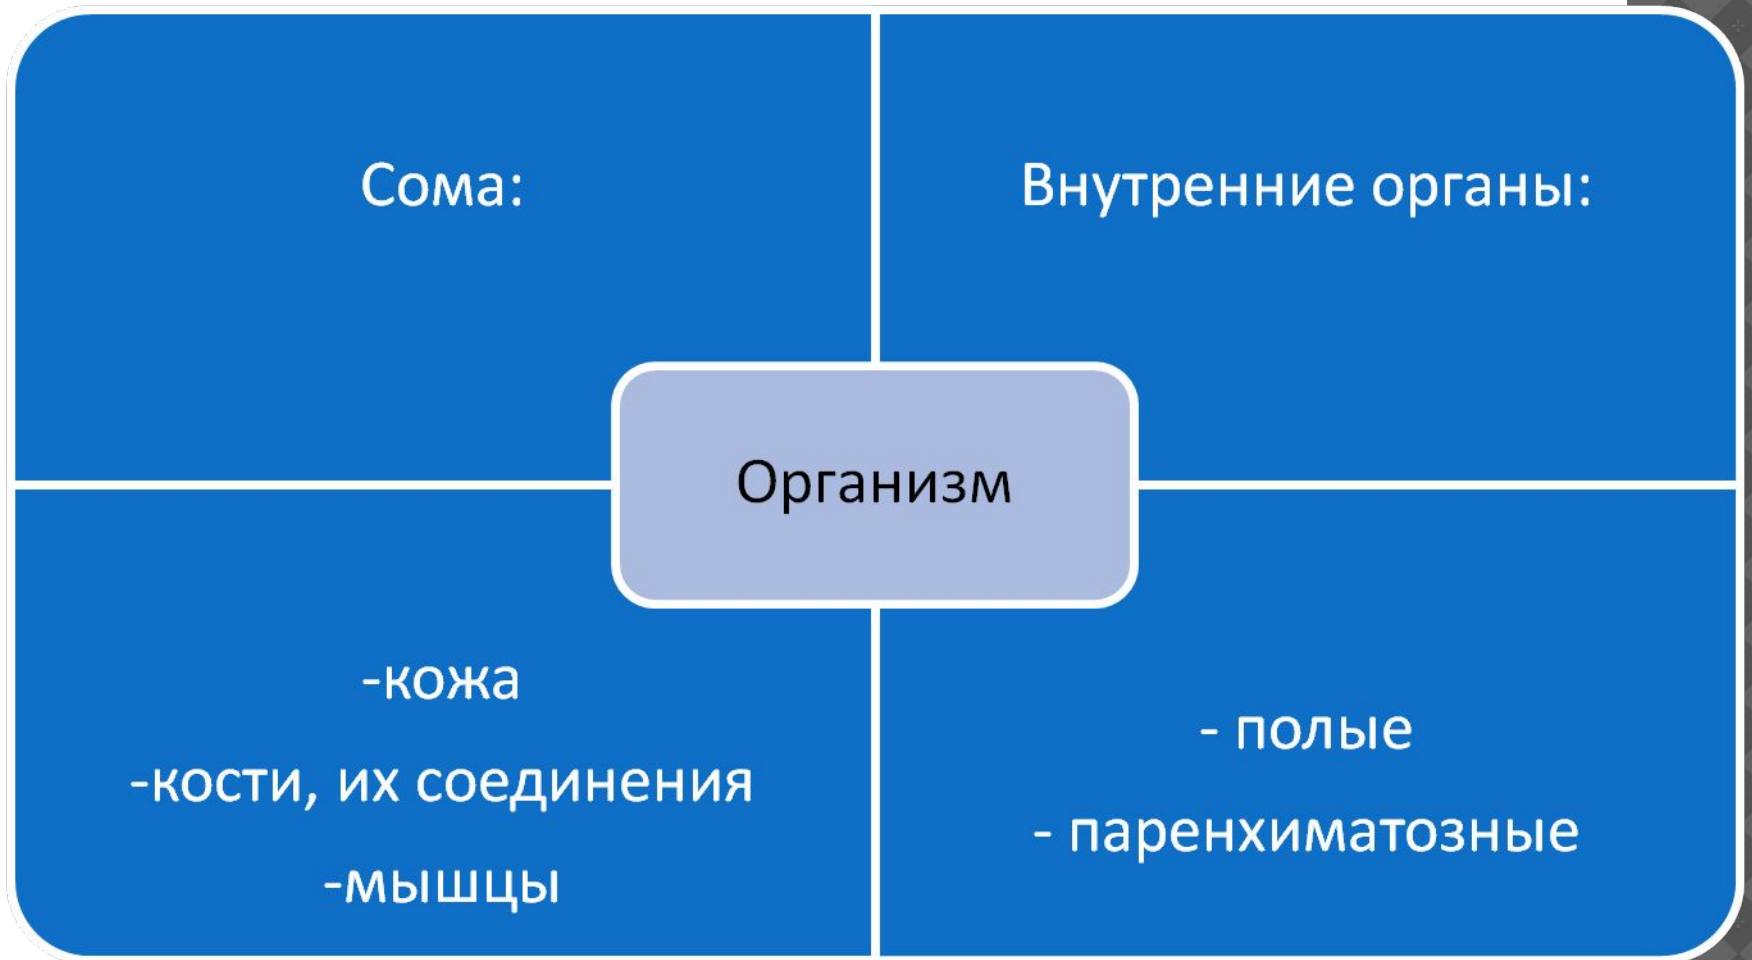 Сома:
Внутренние органы:
Организм
-кожа
-кости, их соединения
-мышцы
- полые
- паренхиматозные